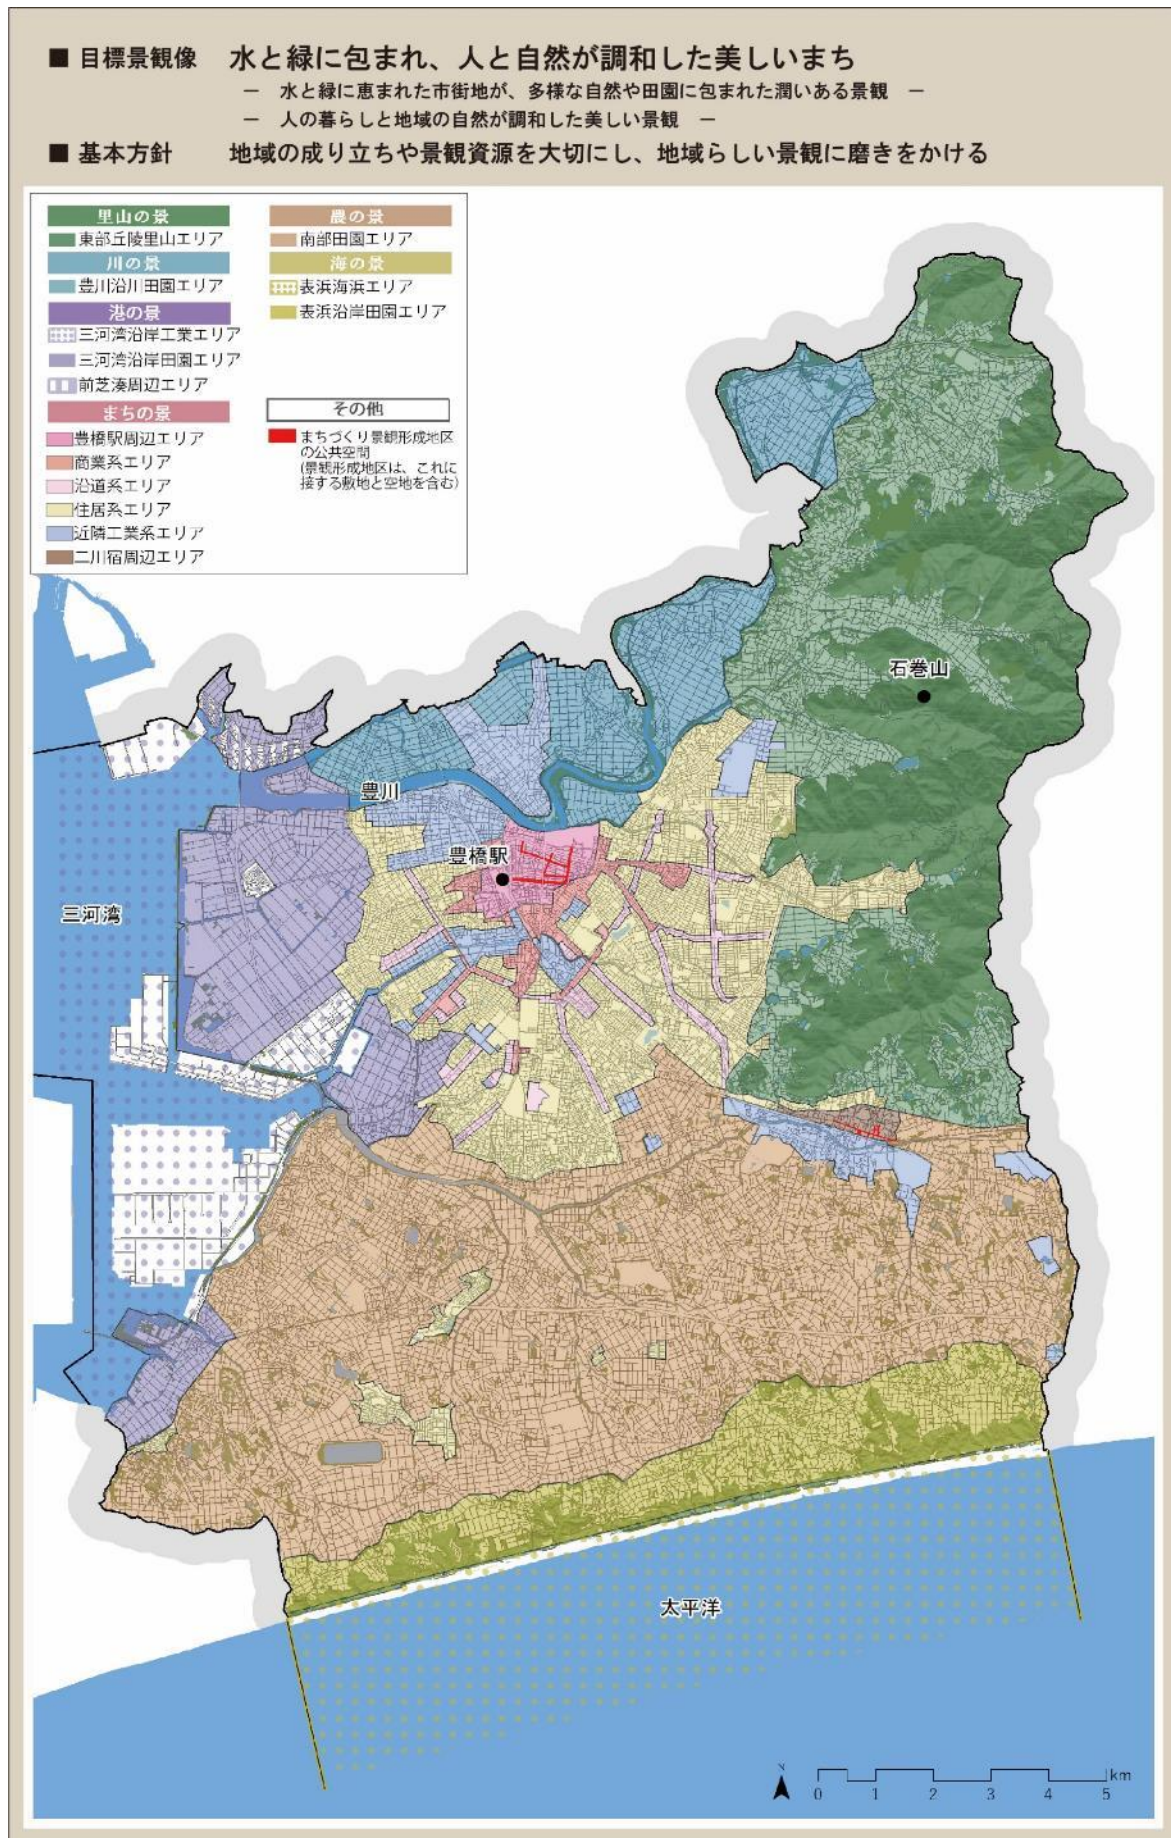 ■ 目標景観像 水と緑に包まれ、人と自然が調和した美しいまち
― 水と緑に恵まれた市街地が、多様な自然や田園に包まれた潤いある景観 ―
― 人の暮らしと地域の自然が調和した美しい景観 ―
■ 基本方針 地域の成り立ちや景観資源を大切にし、地域らしい景観に磨きをかける
里山の景
東部丘陵里山エリア
川の景
豊川沿川田園エリア
港の景
三河湾沿岸工業エリア
三河湾沿岸田園エリア
前芝湊周辺エリア
まちの景
豊橋駅周辺エリア
商業系エリア
沿道系エリア
住居系エリア
近隣工業系エリア
二川宿周辺エリア
農の景
南部田園エリア
海の景
表浜海浜エリア
表浜沿岸田園エリア
その他
まちづくり景観形成地区
の公共空間
(景観形成地区は、これに
接する敷地と空地を含む)
石巻山
豊川
豊橋駅
三河湾
太平洋
N
km
0 1 2 3 4 5